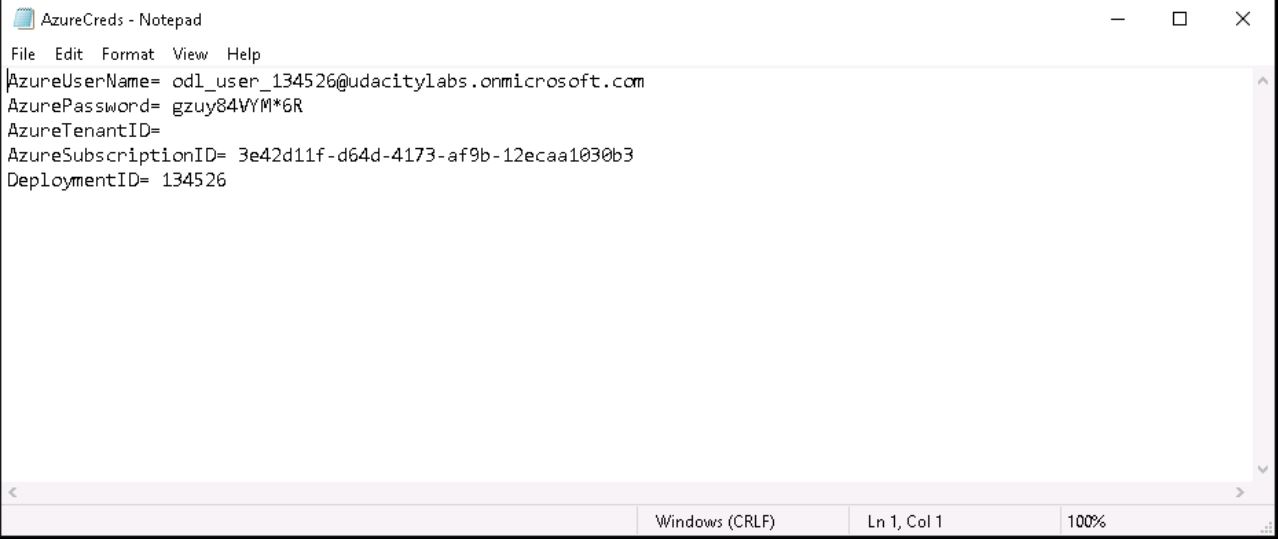 AzureCreds - Notepad
File Edit Format View Help
AzureUserName= odl_user_134526@udacitylabs.onmicrosoft.com
AzurePassword= gzuy84VYM*6R
AzureTenantID=
AzureSubscriptionID= 3e42d11f-d64d-4173-af9b-12ecaa1030b3
DeploymentID= 134526
Windows (CRLF) Ln 1, Col 1 100%